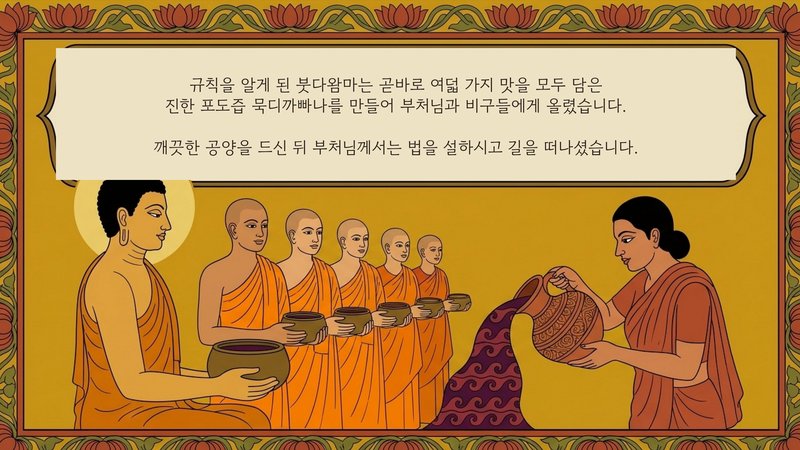 규칙을 알게 된 붓다왐마는 곧바로 여덟 가지 맛을 모두 담은
진한 포도즙 묵디까빠나를 만들어 부처님과 비구들에게 올렸습니다.
깨끗한 공양을 드신 뒤 부처님께서는 법을 설하시고 길을 떠나셨습니다.